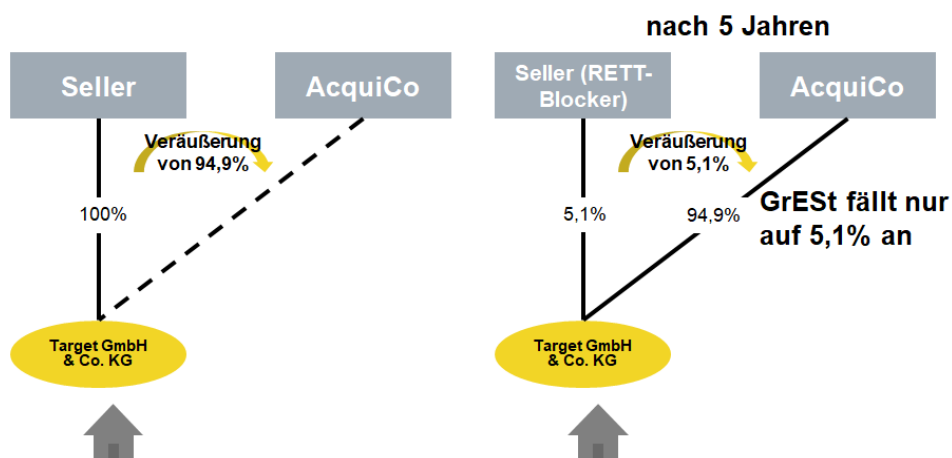 nach 5 Jahren
Seller
AcquiCo
Veräußerung
von 94,9%
100%
Target GmbH
& Co. KG
Seller (RETT-
Blocker)
AcquiCo
Veräußerung
von 5,1%
5,1%
94,9%
GrESt fällt nur
auf 5,1% an
Target GmbH
& Co. KG